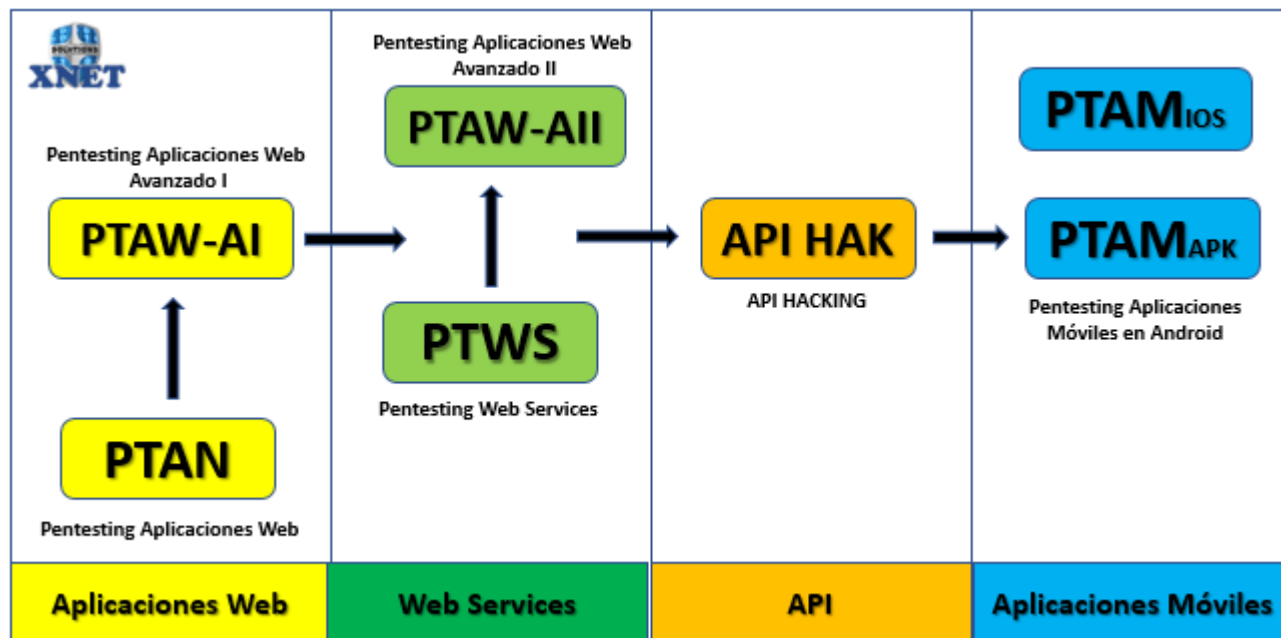 SOLUTIONS
XNET
Pentesting Aplicaciones Web
Avanzado I
PTAW-AI
PTAN
Pentesting Aplicaciones Web
Aplicaciones Web
Pentesting Aplicaciones Web
Avanzado II
PTAW-AII
PTWS
Pentesting Web Services
Web Services
API HAK
API HACKING
API
PTAMIOS
PTAMAPK
Pentesting Aplicaciones
Móviles en Android
Aplicaciones Móviles